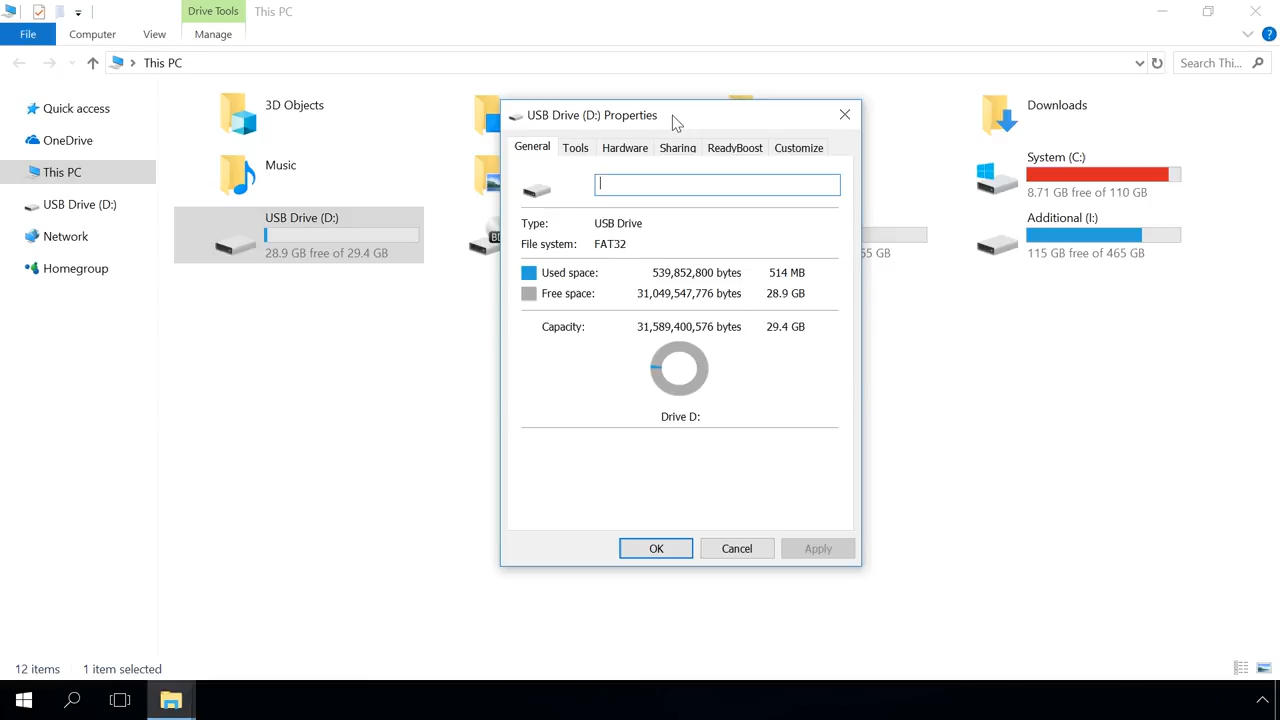 Drive Tools This PC
File Computer View Manage
This PC Search Thi...
Quick access
OneDrive
This PC
USB Drive (D:)
Network
Homegroup
3D Objects
Downloads
Music
System (C:)
8.71 GB free of 110 GB
USB Drive (D:)
28.9 GB free of 29.4 GB
BD
55 GB
Additional (I:)
115 GB free of 465 GB
USB Drive (D:) Properties
General Tools Hardware Sharing ReadyBoost Customize
Type: USB Drive
File system: FAT32
Used space: 539,852,800 bytes 514 MB
Free space: 31,049,547,776 bytes 28.9 GB
Capacity: 31,589,400,576 bytes 29.4 GB
Drive D:
OK Cancel Apply
12 items 1 item selected